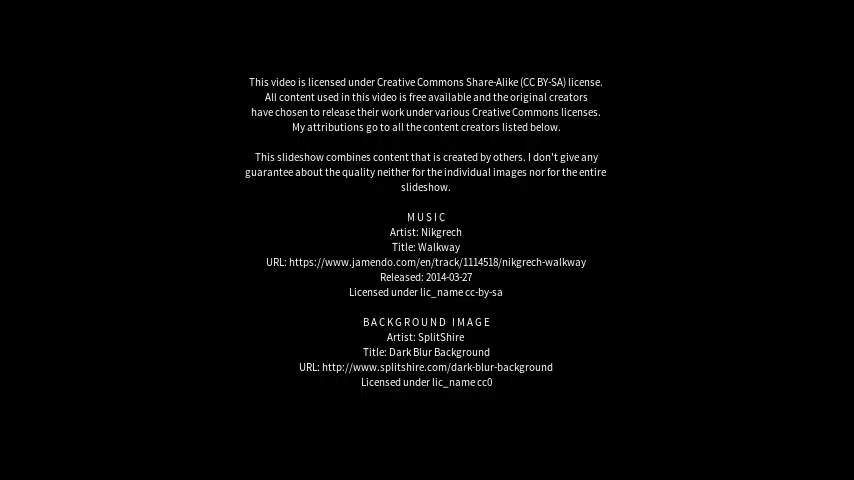 This video is licensed under Creative Commons Share-Alike (CC BY-SA) license.
All content used in this video is free available and the original creators
have chosen to release their work under various Creative Commons licenses.
My attributions go to all the content creators listed below.
This slideshow combines content that is created by others. I don't give any
guarantee about the quality neither for the individual images nor for the entire
slideshow.
MUSIC
Artist: Nikgrech
Title: Walkway
URL: https://www.jamendo.com/en/track/1114518/nikgrech-walkway
Released: 2014-03-27
Licensed under lic_name cc-by-sa
BACKGROUND IMAGE
Artist: SplitShire
Title: Dark Blur Background
URL: http://www.splitshire.com/dark-blur-background
Licensed under lic_name cc0